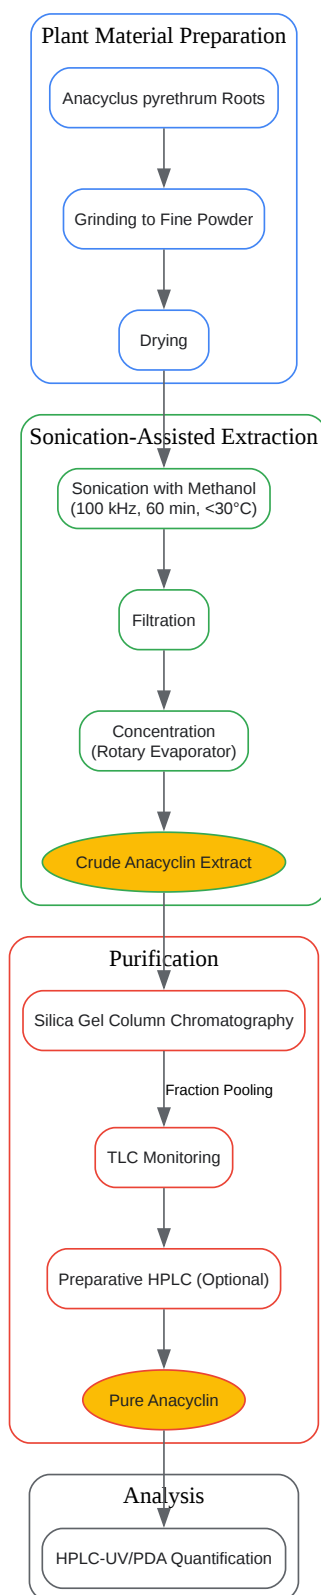 Plant Material Preparation
Anacyclus pyrethrum Roots
Grinding to Fine Powder
Drying
Sonication-Assisted Extraction
Sonication with Methanol
(100 kHz, 60 min, <30°C)
Filtration
Concentration
(Rotary Evaporator)
Crude Anacyclin Extract
Purification
Silica Gel Column Chromatography
Fraction Pooling
TLC Monitoring
Preparative HPLC (Optional)
Pure Anacyclin
Analysis
HPLC-UV/PDA Quantification